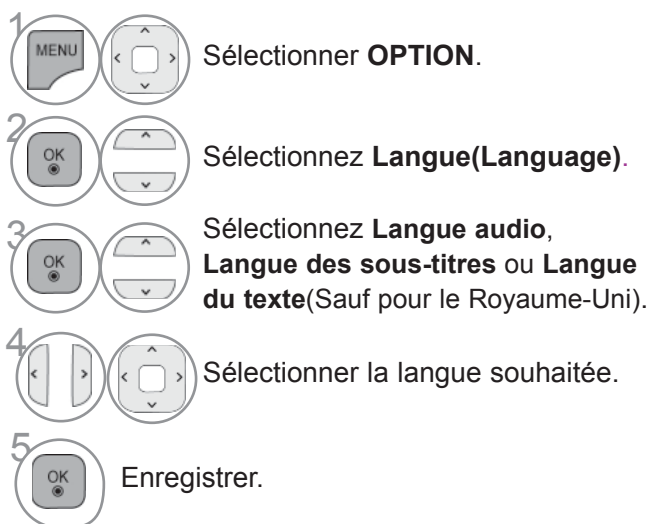 1
MENU
Sélectionner OPTION.
2
OK
Sélectionnez Langue(Language).
3
OK
Sélectionnez Langue audio,
Langue des sous-titres ou Langue
du texte(Sauf pour le Royaume-Uni).
4
Sélectionner la langue souhaitée.
5
OK
Enregistrer.